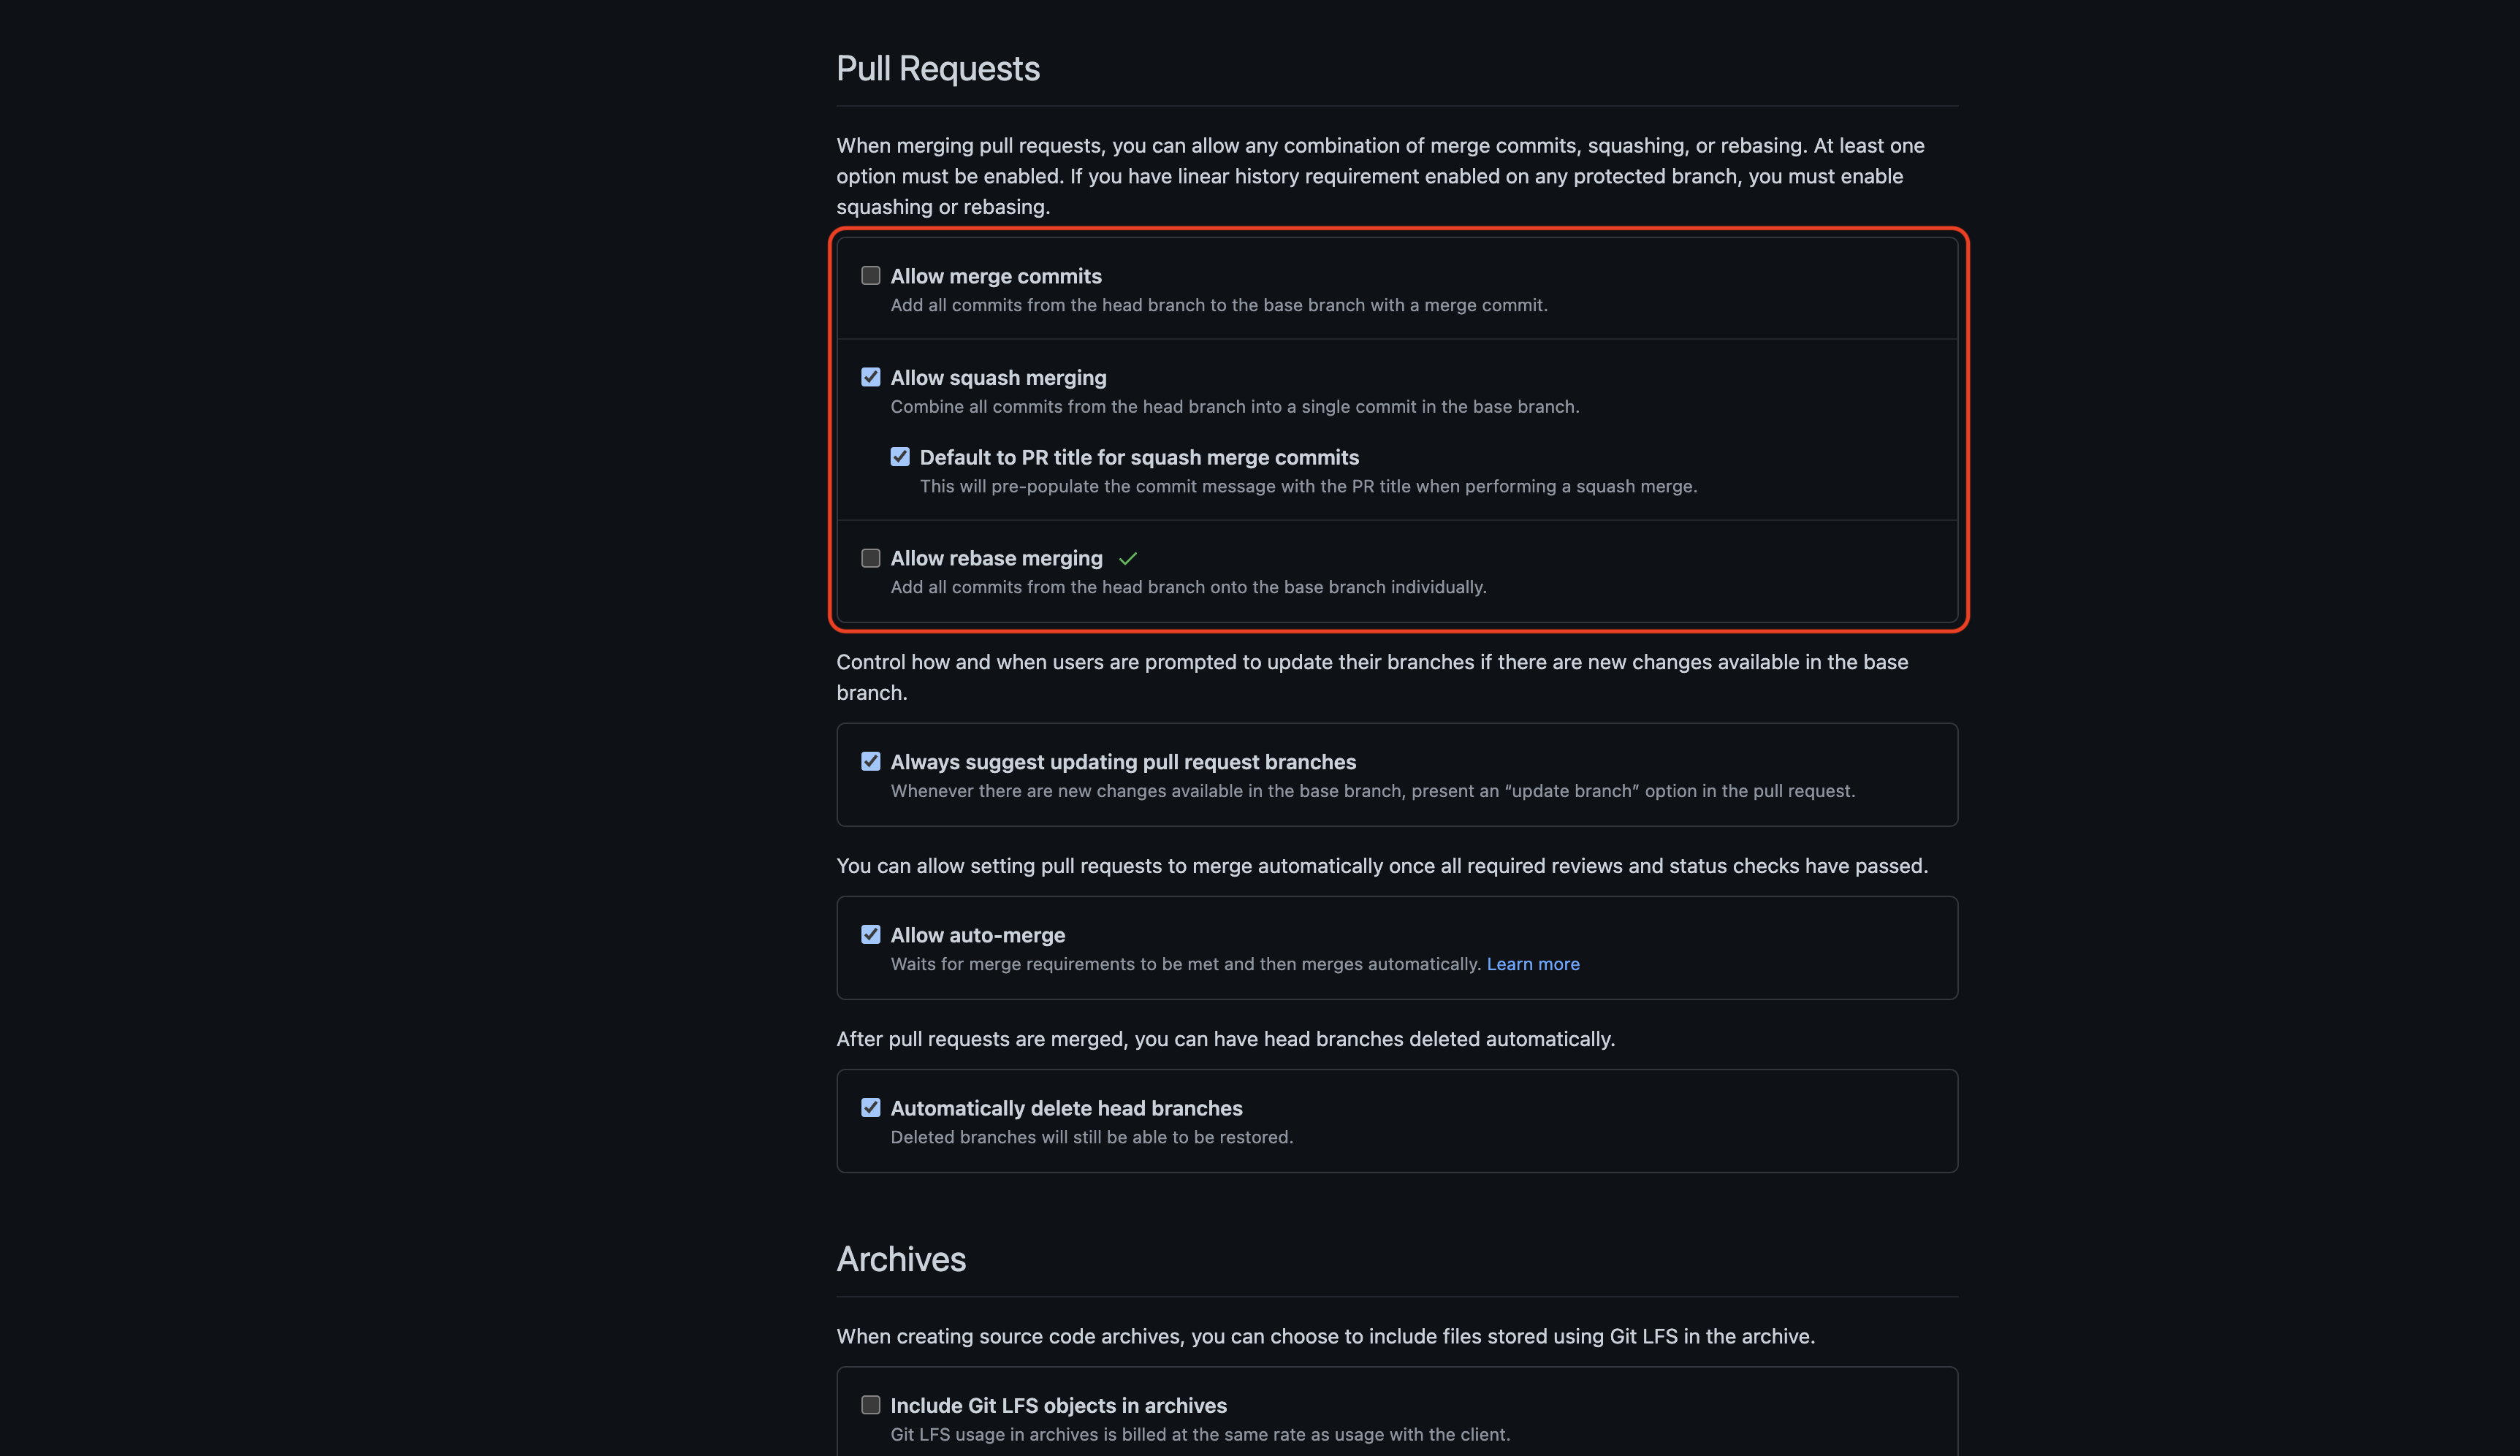 Pull Requests
When merging pull requests, you can allow any combination of merge commits, squashing, or rebasing. At least one
option must be enabled. If you have linear history requirement enabled on any protected branch, you must enable
squashing or rebasing.
Allow merge commits
Add all commits from the head branch to the base branch with a merge commit.
Allow squash merging
Combine all commits from the head branch into a single commit in the base branch.
Default to PR title for squash merge commits
This will pre-populate the commit message with the PR title when performing a squash merge.
Allow rebase merging
Add all commits from the head branch onto the base branch individually.
Control how and when users are prompted to update their branches if there are new changes available in the base
branch.
Always suggest updating pull request branches
Whenever there are new changes available in the base branch, present an “update branch” option in the pull request.
You can allow setting pull requests to merge automatically once all required reviews and status checks have passed.
Allow auto-merge
Waits for merge requirements to be met and then merges automatically. Learn more
After pull requests are merged, you can have head branches deleted automatically.
Automatically delete head branches
Deleted branches will still be able to be restored.
Archives
When creating source code archives, you can choose to include files stored using Git LFS in the archive.
Include Git LFS objects in archives
Git LFS usage in archives is billed at the same rate as usage with the client.